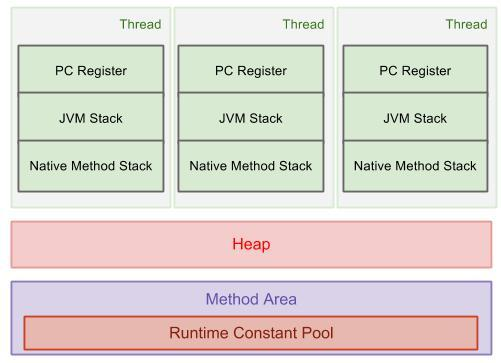 Thread
PC Register
JVM Stack
Native Method Stack
Thread
PC Register
JVM Stack
Native Method Stack
Thread
PC Register
JVM Stack
Native Method Stack
Heap
Method Area
Runtime Constant Pool